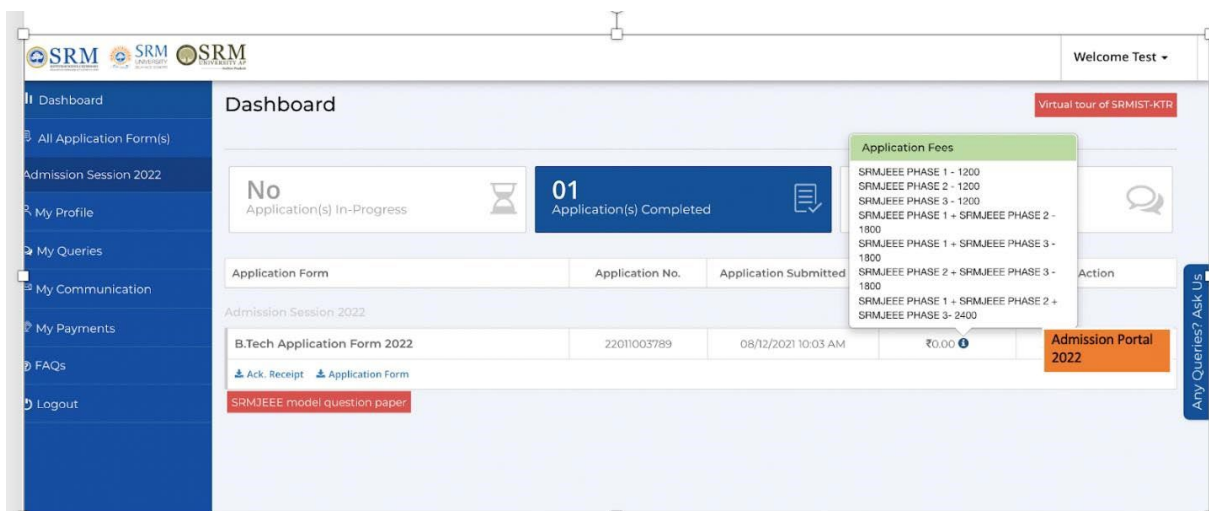 SRM SRM UNIVERSITY SRM UNIVERSITY AP
Welcome Test
Dashboard
All Application Form(s)
Admission Session 2022
My Profile
My Queries
My Communication
My Payments
FAQs
Logout
Dashboard
Virtual tour of SRMIST-KTR
No
Application(s) In-Progress
01
Application(s) Completed
Application Fees
SRMJEEE PHASE 1 - 1200
SRMJEEE PHASE 2 - 1200
SRMJEEE PHASE 3 - 1200
SRMJEEE PHASE 1 + SRMJEEE PHASE 2 -
1800
SRMJEEE PHASE 1 + SRMJEEE PHASE 3 -
1800
SRMJEEE PHASE 2 + SRMJEEE PHASE 3 -
1800
SRMJEEE PHASE 1 + SRMJEEE PHASE 2 +
SRMJEEE PHASE 3- 2400
Application Form Application No. Application Submitted Action
Admission Session 2022
B.Tech Application Form 2022 22011003789 08/12/2021 10:03 AM ₹0.00
Admission Portal
2022
Ack. Receipt Application Form
SRMJEEE model question paper
Any Queries? Ask Us